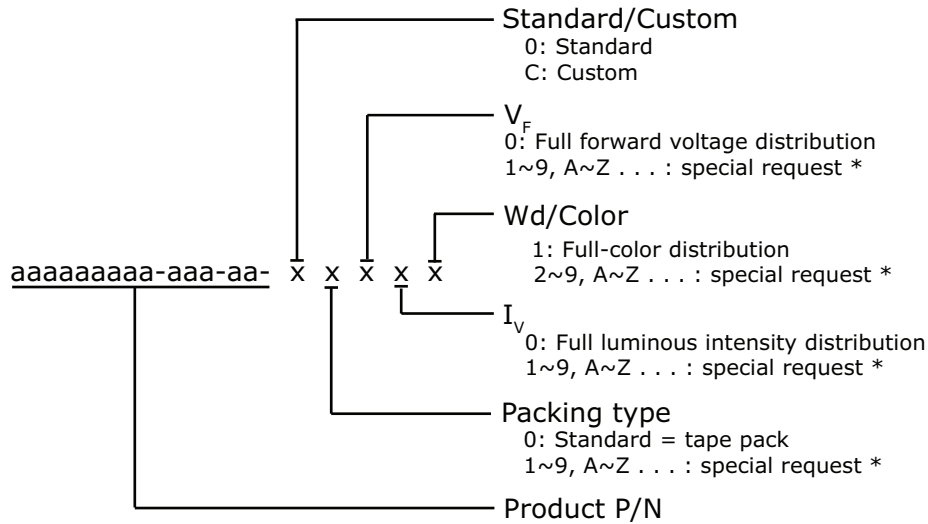 Standard/Custom
0: Standard
C: Custom
VF
0: Full forward voltage distribution
1~9, A~Z . . . : special request *
Wd/Color
1: Full-color distribution
2~9, A~Z . . . : special request *
aaaaaaaaa-aaa-aa- x x x x x
IV
0: Full luminous intensity distribution
1~9, A~Z . . . : special request *
Packing type
0: Standard = tape pack
1~9, A~Z . . . : special request *
Product P/N